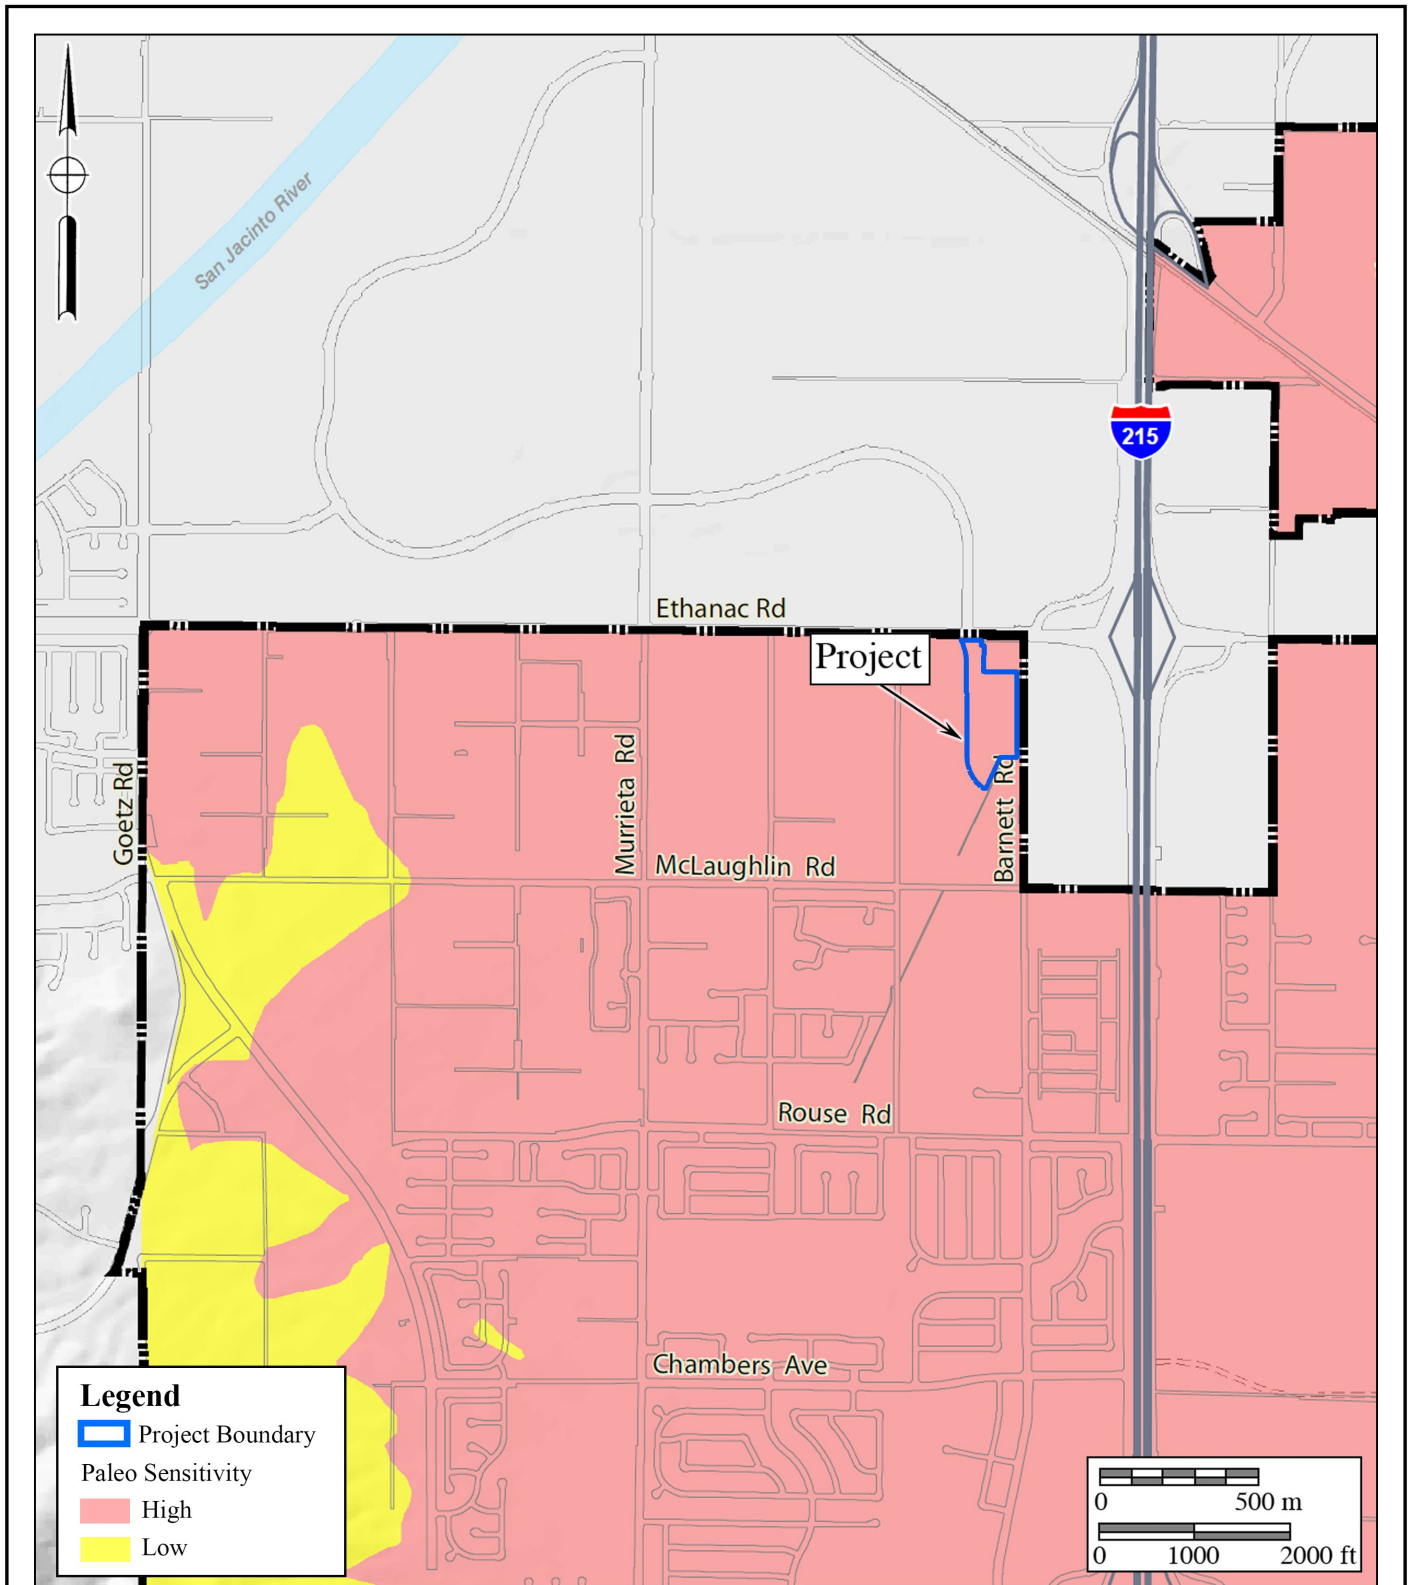 San Jacinto River
215
Ethanac Rd
Project
Goetz Rd
Murrieta Rd
Barnett Rd
McLaughlin Rd
Rouse Rd
Chambers Ave
Legend
Project Boundary
Paleo Sensitivity
High
Low
0 500 m
0 1000 2000 ft